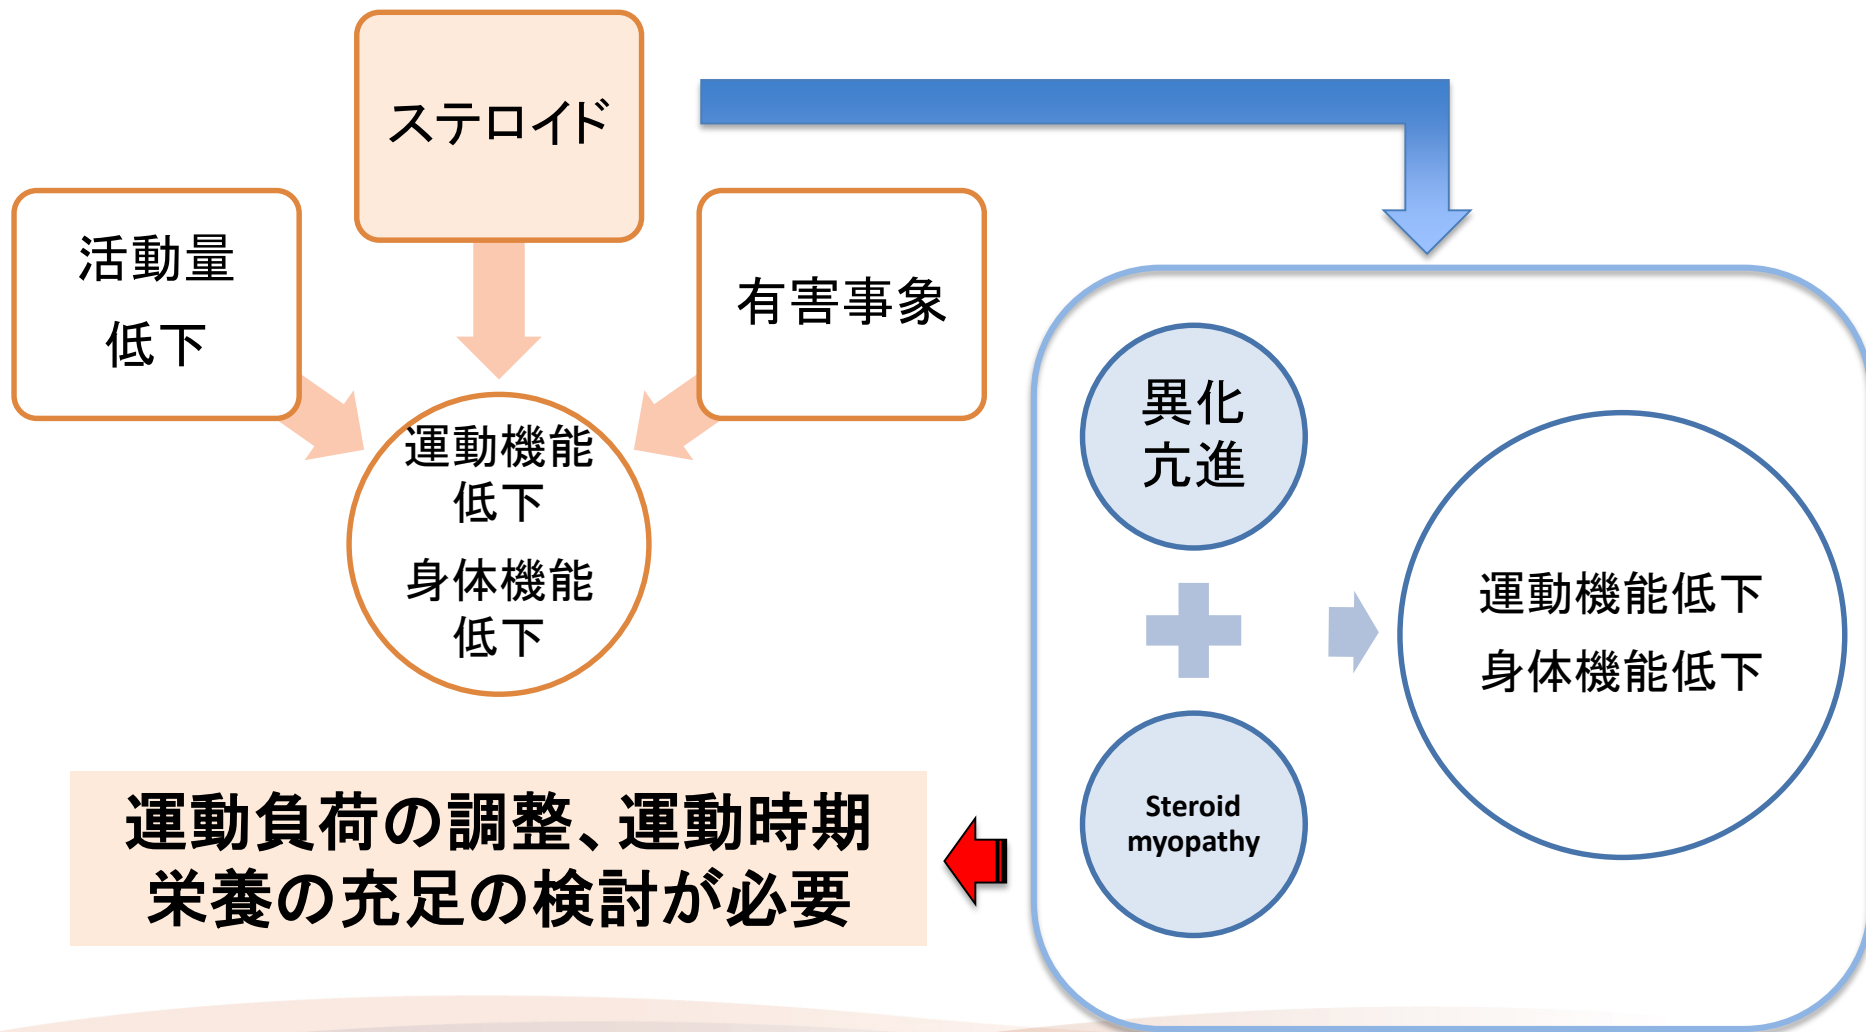 ステロイド
活動量
低下
有害事象
運動機能
低下
身体機能
低下
異化
亢進
Steroid
myopathy
運動機能低下
身体機能低下
運動負荷の調整、運動時期
栄養の充足の検討が必要